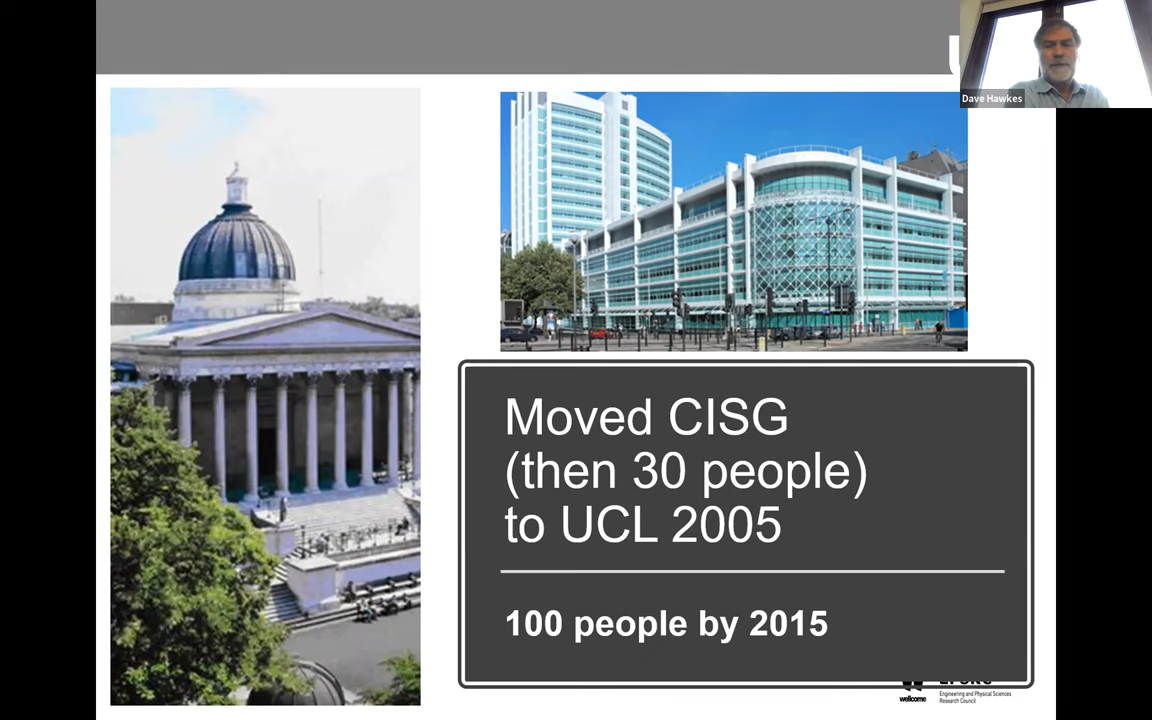 Dave Hawkes
Moved CISG
(then 30 people)
to UCL 2005
100 people by 2015
wellcome
Engineering and Physical Sciences
Research Council